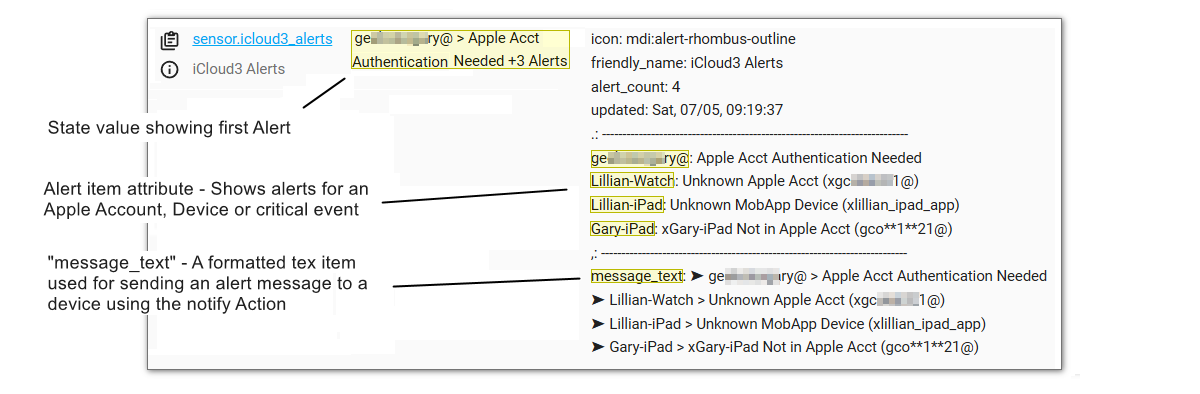 sensor.icloud3_alerts
iCloud3 Alerts
ge ry@ > Apple Acct
Authentication Needed +3 Alerts
icon: mdi:alert-rhombus-outline
friendly_name: iCloud3 Alerts
alert_count: 4
updated: Sat, 07/05, 09:19:37
.: ---------------------------------------------------------------------------
ge ry@: Apple Acct Authentication Needed
Lillian-Watch: Unknown Apple Acct (xgc 1@)
Lillian-iPad: Unknown MobApp Device (xlillian_ipad_app)
Gary-iPad: xGary-iPad Not in Apple Acct (gco**1**21@)
,: ---------------------------------------------------------------------------
message_text: ➤ ge ry@ > Apple Acct Authentication Needed
➤ Lillian-Watch > Unknown Apple Acct (xgc 1@)
➤ Lillian-iPad > Unknown MobApp Device (xlillian_ipad_app)
➤ Gary-iPad > xGary-iPad Not in Apple Acct (gco**1**21@)
State value showing first Alert
Alert item attribute - Shows alerts for an
Apple Account, Device or critical event
"message_text" - A formatted tex item
used for sending an alert message to a
device using the notify Action